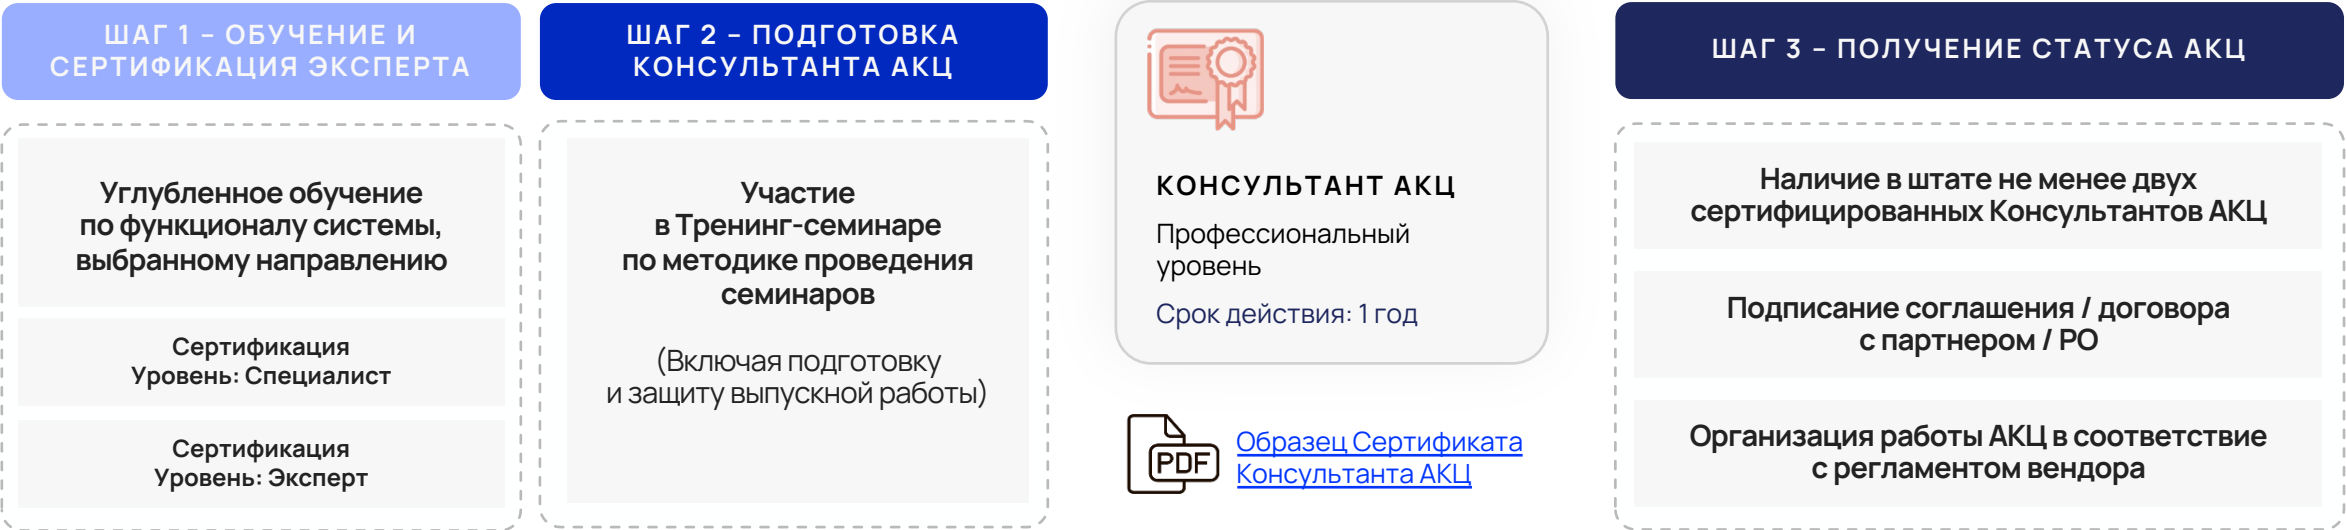 ШАГ 1 – ОБУЧЕНИЕ И
СЕРТИФИКАЦИЯ ЭКСПЕРТА
Углубленное обучение
по функционалу системы,
выбранному направлению
Сертификация
Уровень: Специалист
Сертификация
Уровень: Эксперт
ШАГ 2 – ПОДГОТОВКА
КОНСУЛЬТАНТА АКЦ
Участие
в Тренинг-семинаре
по методике проведения
семинаров
(Включая подготовку
и защиту выпускной работы)
КОНСУЛЬТАНТ АКЦ
Профессиональный
уровень
Срок действия: 1 год
PDF
Образец Сертификата
Консультанта АКЦ
ШАГ 3 – ПОЛУЧЕНИЕ СТАТУСА АКЦ
Наличие в штате не менее двух
сертифицированных Консультантов АКЦ
Подписание соглашения / договора
с партнером / РО
Организация работы АКЦ в соответствие
с регламентом вендора